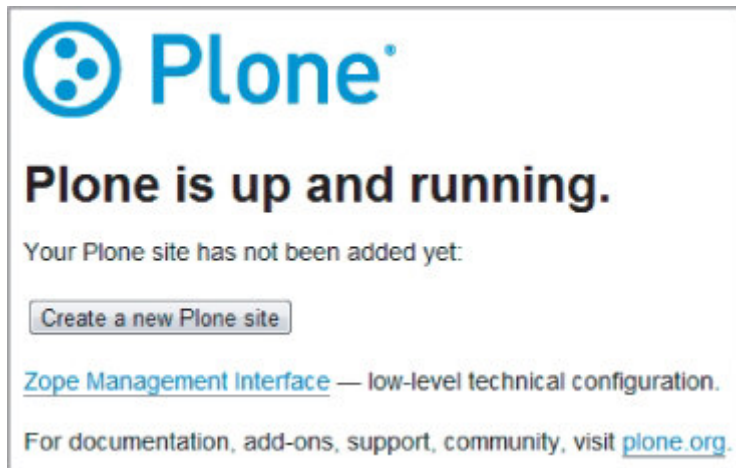 Plone®
Plone is up and running.
Your Plone site has not been added yet:
Create a new Plone site
Zope Management Interface — low-level technical configuration.
For documentation, add-ons, support, community, visit plone.org.